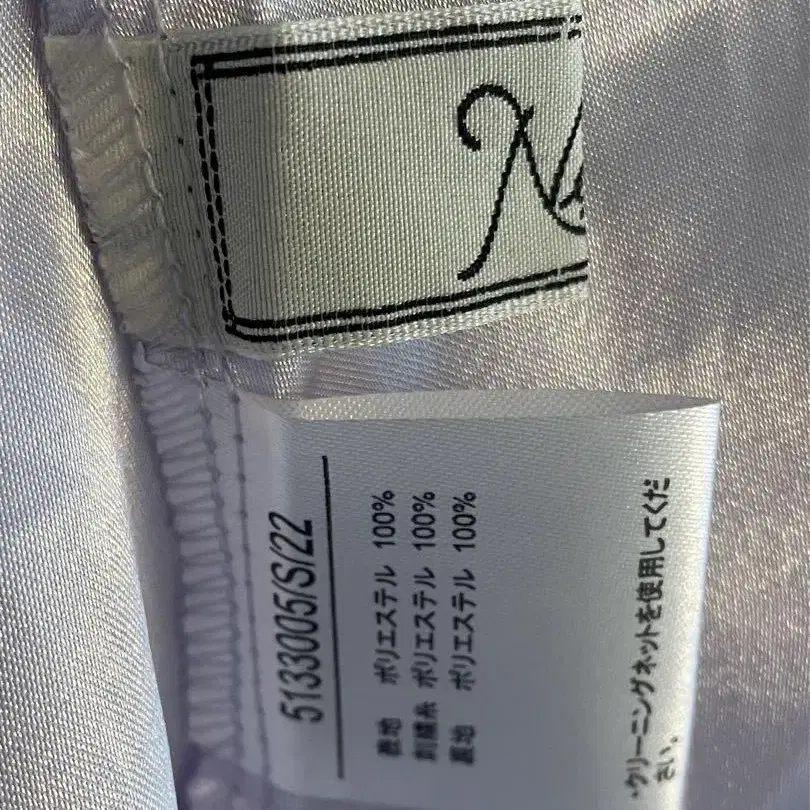 5133005/S/22
表地 ポリエステル 100%
刺繍糸 ポリエステル 100%
裏地 ポリエステル 100%
・クリーニングネットを使用してくだ
さい。